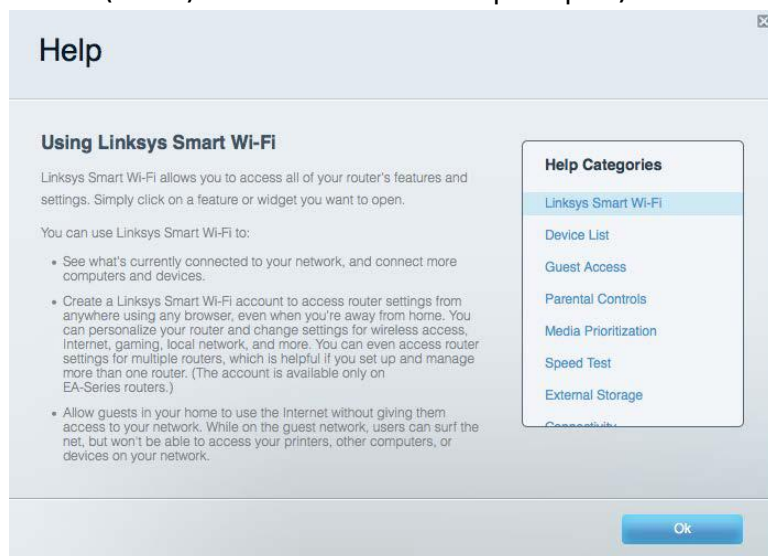 Help
Using Linksys Smart Wi-Fi
Linksys Smart Wi-Fi allows you to access all of your router's features and
settings. Simply click on a feature or widget you want to open.
You can use Linksys Smart Wi-Fi to:
• See what's currently connected to your network, and connect more
computers and devices.
• Create a Linksys Smart Wi-Fi account to access router settings from
anywhere using any browser, even when you're away from home. You
can personalize your router and change settings for wireless access,
Internet, gaming, local network, and more. You can even access router
settings for multiple routers, which is helpful if you set up and manage
more than one router. (The account is available only on
EA-Series routers.)
• Allow guests in your home to use the Internet without giving them
access to your network. While on the guest network, users can surf the
net, but won't be able to access your printers, other computers, or
devices on your network.
Help Categories
Linksys Smart Wi-Fi
Device List
Guest Access
Parental Controls
Media Prioritization
Speed Test
External Storage
Connectivity
Ok